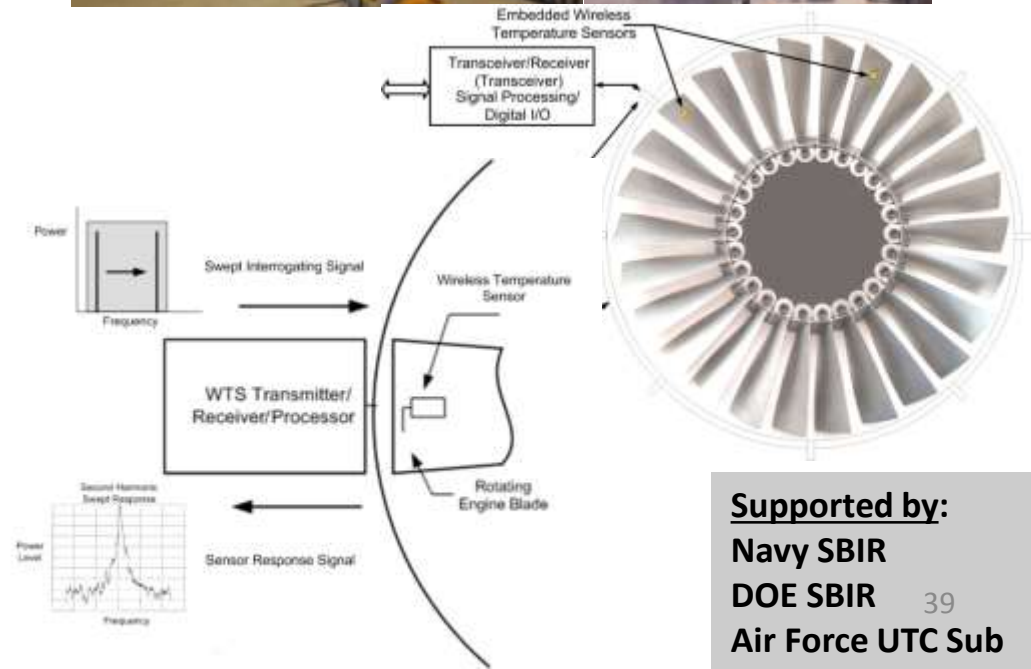 Embedded Wireless
Temperature Sensors
Transceiver/Receiver
(Transceiver)
Signal Processing/
Digital I/O
Power
Frequency
Swept Interrogating Signal
Wireless Temperature
Sensor
WTS Transmitter/
Receiver/Processor
Rotating
Engine Blade
Second Harmonic
Swept Response
Power
Level
Frequency
Sensor Response Signal
Supported by:
Navy SBIR
DOE SBIR
39
Air Force UTC Sub